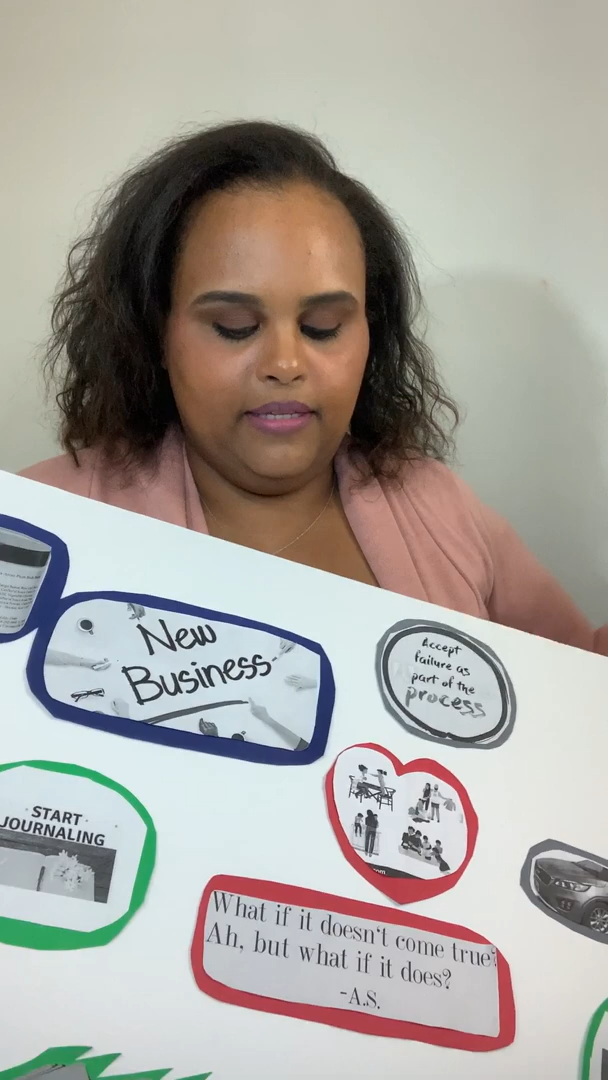 New
Business
Accept
failure as
part of the
process
START
JOURNALING
What if it doesn't come true?
Ah, but what if it does?
-A.S.